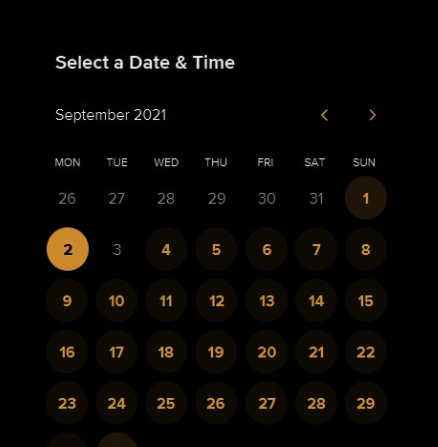 Select a Date & Time
September 2021
MON TUE WED THU FRI SAT SUN
26 27 28 29 30 31 1
2 3 4 5 6 7 8
9 10 11 12 13 14 15
16 17 18 19 20 21 22
23 24 25 26 27 28 29